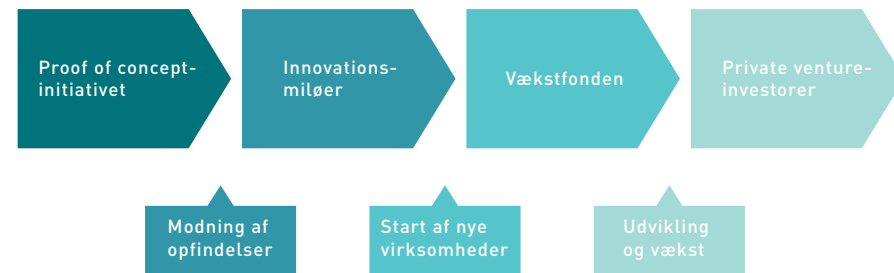 Proof of concept-
initiativet
Innovations-
miløer
Vækstfonden
Private venture-
investorer
Modning af
opfindelser
Start af nye
virksomheder
Udvikling
og vækst